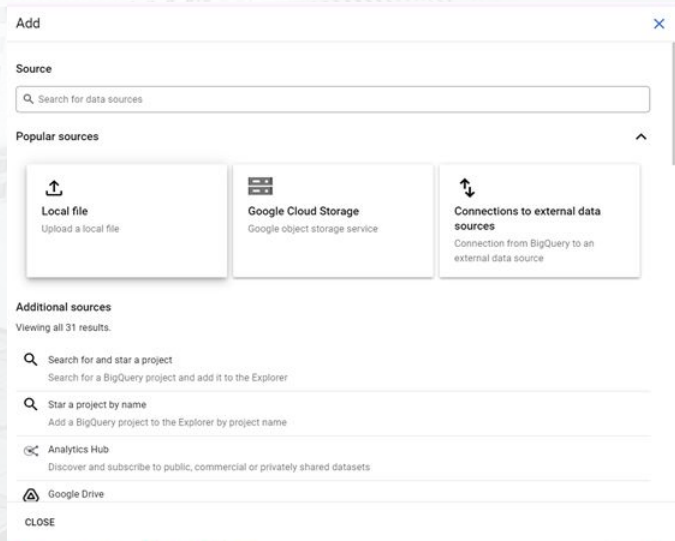 Add
Source
Search for data sources
Popular sources
Local file
Upload a local file
Google Cloud Storage
Google object storage service
Connections to external data
sources
Connection from BigQuery to an
external data source
Additional sources
Viewing all 31 results.
Search for and star a project
Search for a BigQuery project and add it to the Explorer
Star a project by name
Add a BigQuery project to the Explorer by project name
Analytics Hub
Discover and subscribe to public, commercial or privately shared datasets
Google Drive
CLOSE